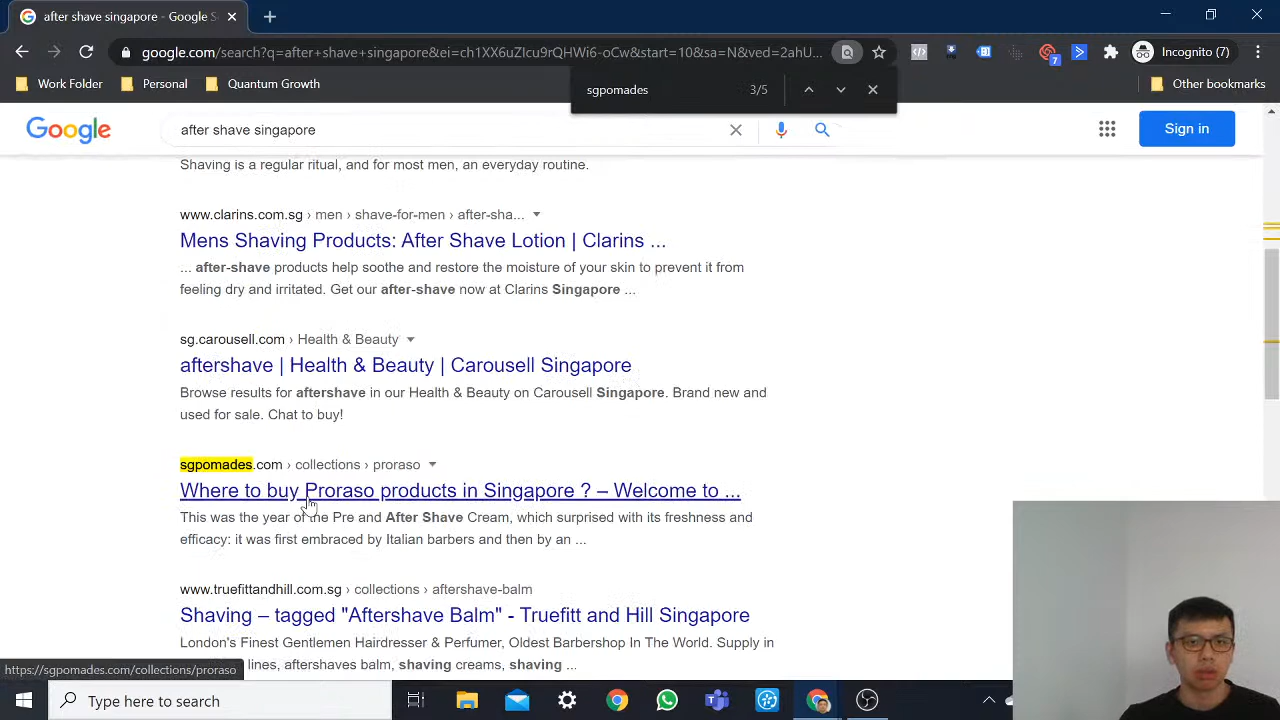 after shave singapore - Google S
google.com/search?q=after+shave+singapore&ei=ch1XX6uZIcu9rQHWi6-oCw&start=10&sa=N&ved=2ahU...
7
Incognito (7)
Work Folder
Personal
Quantum Growth
Other bookmarks
sgpomades
3/5
Google
after shave singapore
Sign in
Shaving is a regular ritual, and for most men, an everyday routine.
www.clarins.com.sg › men › shave-for-men › after-sha...
Mens Shaving Products: After Shave Lotion | Clarins ...
... after-shave products help soothe and restore the moisture of your skin to prevent it from
feeling dry and irritated. Get our after-shave now at Clarins Singapore ...
sg.carousell.com › Health & Beauty
aftershave | Health & Beauty | Carousell Singapore
Browse results for aftershave in our Health & Beauty on Carousell Singapore. Brand new and
used for sale. Chat to buy!
sgpomades.com › collections › proraso
Where to buy Proraso products in Singapore ? – Welcome to ...
This was the year of the Pre and After Shave Cream, which surprised with its freshness and
efficacy: it was first embraced by Italian barbers and then by an ...
www.truefittandhill.com.sg › collections › aftershave-balm
Shaving – tagged "Aftershave Balm" - Truefitt and Hill Singapore
London's Finest Gentlemen Hairdresser & Perfumer, Oldest Barbershop In The World. Supply in
lines, aftershaves balm, shaving creams, shaving ...
https://sgpomades.com/collections/proraso
Type here to search